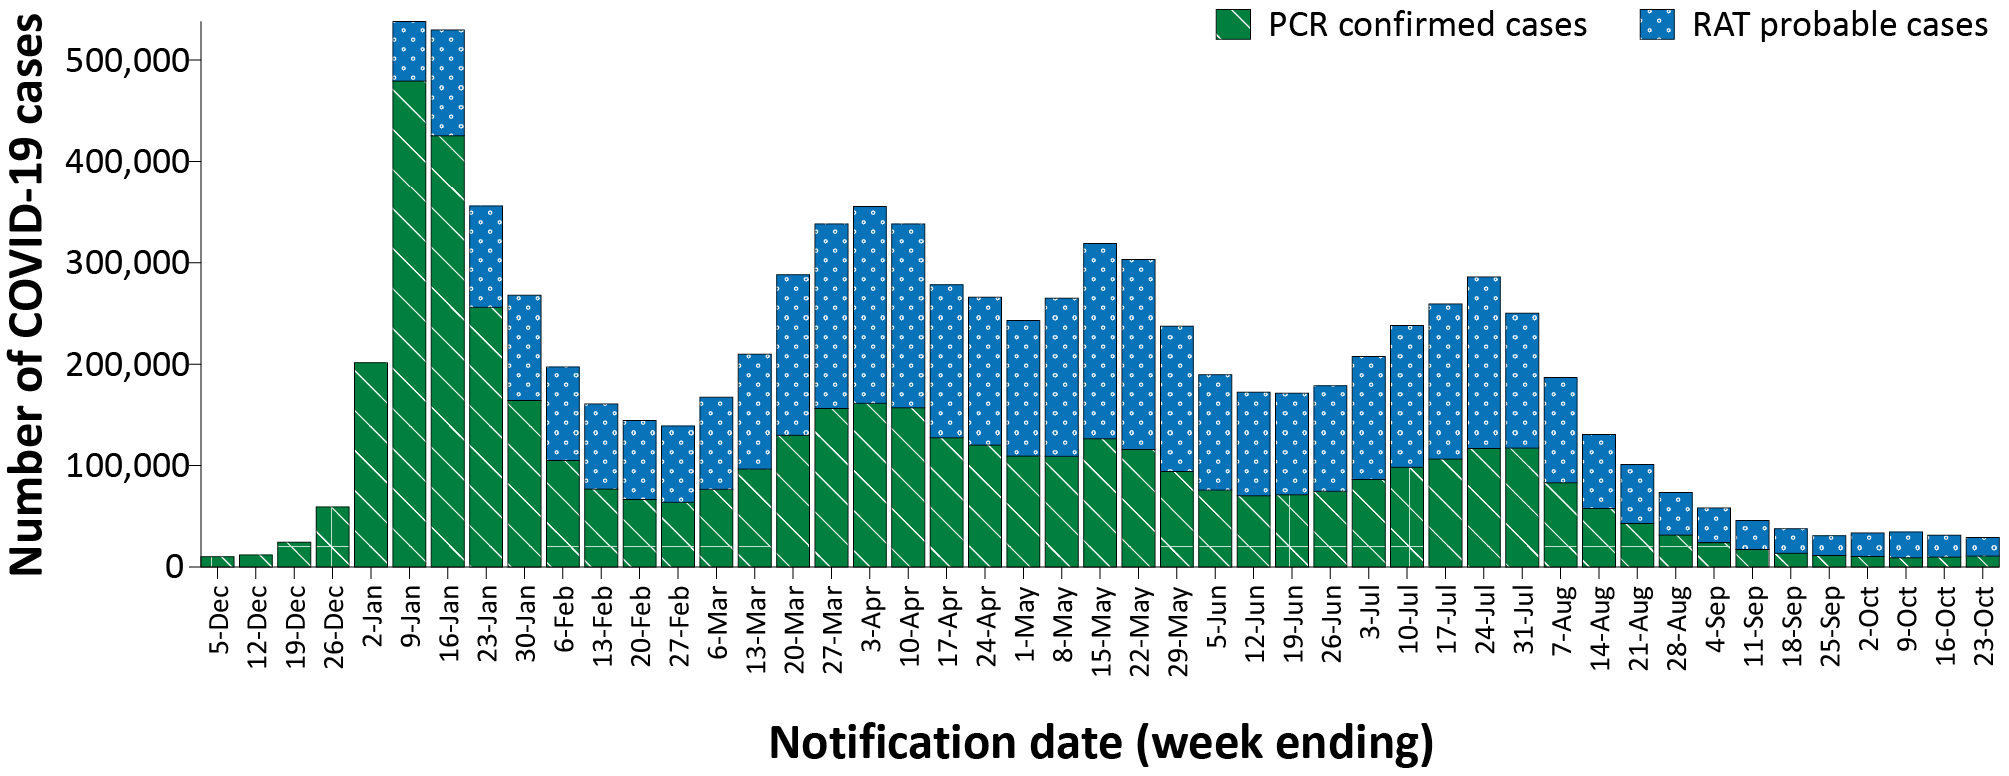 PCR confirmed cases
RAT probable cases
Number of COVID-19 cases
500,000
400,000
300,000
200,000
100,000
0
5-Dec
12-Dec
19-Dec
26-Dec
2-Jan
9-Jan
16-Jan
23-Jan
30-Jan
6-Feb
13-Feb
20-Feb
27-Feb
6-Mar
13-Mar
20-Mar
27-Mar
3-Apr
10-Apr
17-Apr
24-Apr
1-May
8-May
15-May
22-May
29-May
5-Jun
12-Jun
19-Jun
26-Jun
3-Jul
10-Jul
17-Jul
24-Jul
31-Jul
7-Aug
14-Aug
21-Aug
28-Aug
4-Sep
11-Sep
18-Sep
25-Sep
2-Oct
9-Oct
16-Oct
23-Oct
Notification date (week ending)